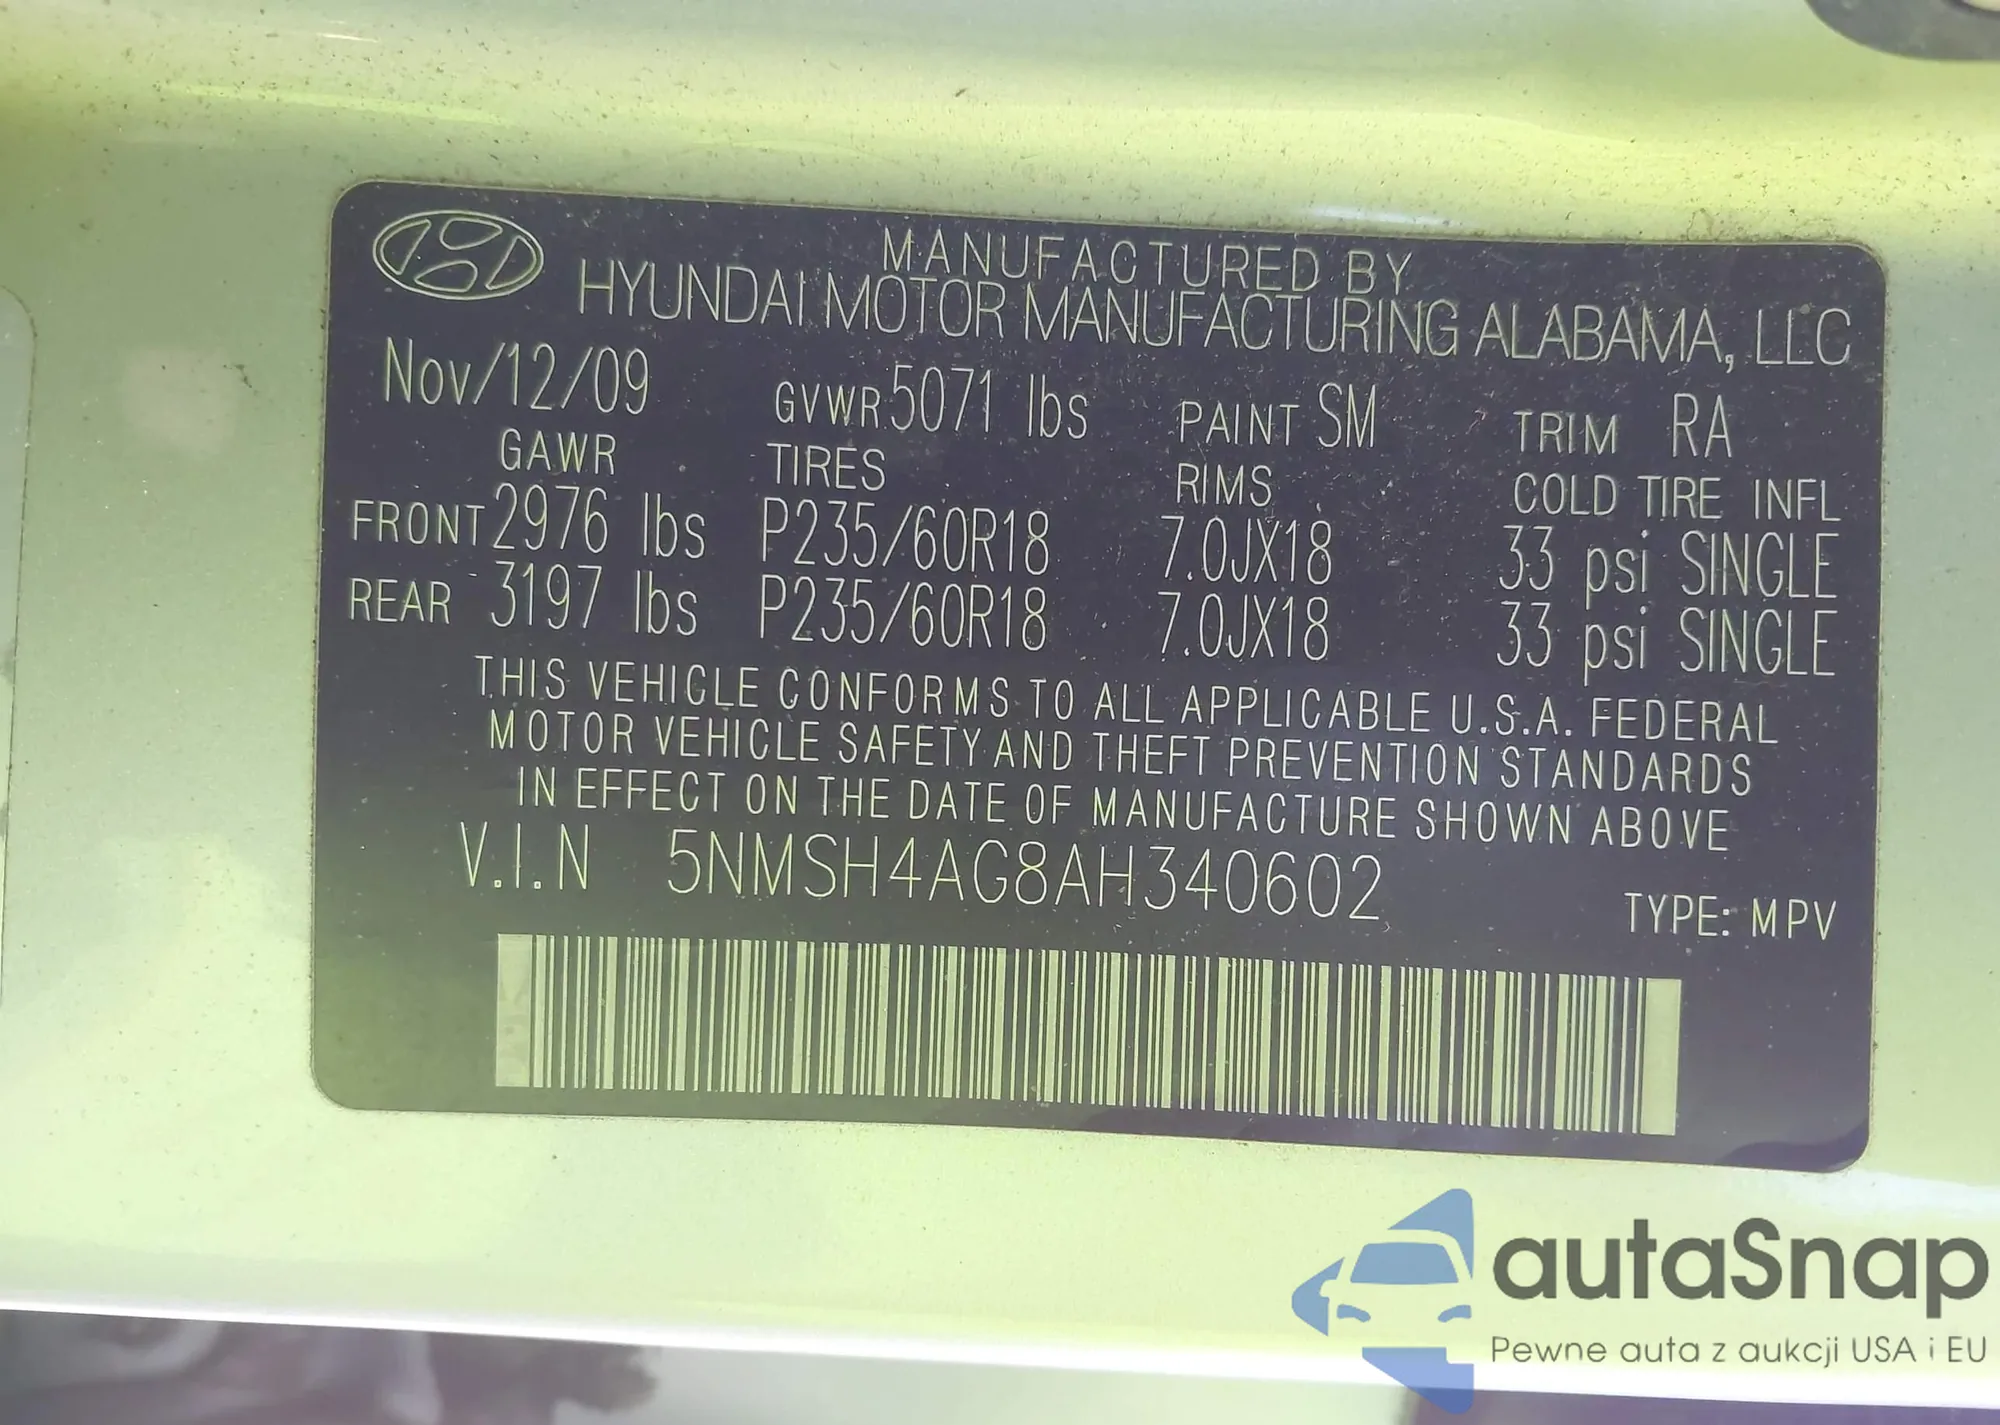 MANUFACTURED BY
HYUNDAI MOTOR MANUFACTURING ALABAMA, LLC
Nov/12/09 GVWR 5071 lbs PAINT SM TRIM RA
GAWR TIRES RIMS COLD TIRE INFL
FRONT 2976 lbs P235/60R18 7.0JX18 33 psi SINGLE
REAR 3197 lbs P235/60R18 7.0JX18 33 psi SINGLE
THIS VEHICLE CONFORMS TO ALL APPLICABLE U.S.A. FEDERAL
MOTOR VEHICLE SAFETY AND THEFT PREVENTION STANDARDS
IN EFFECT ON THE DATE OF MANUFACTURE SHOWN ABOVE
V.I.N 5NMSH4AG8AH340602
TYPE: MPV
autaSnap
Pewne auta z aukcji USA i EU